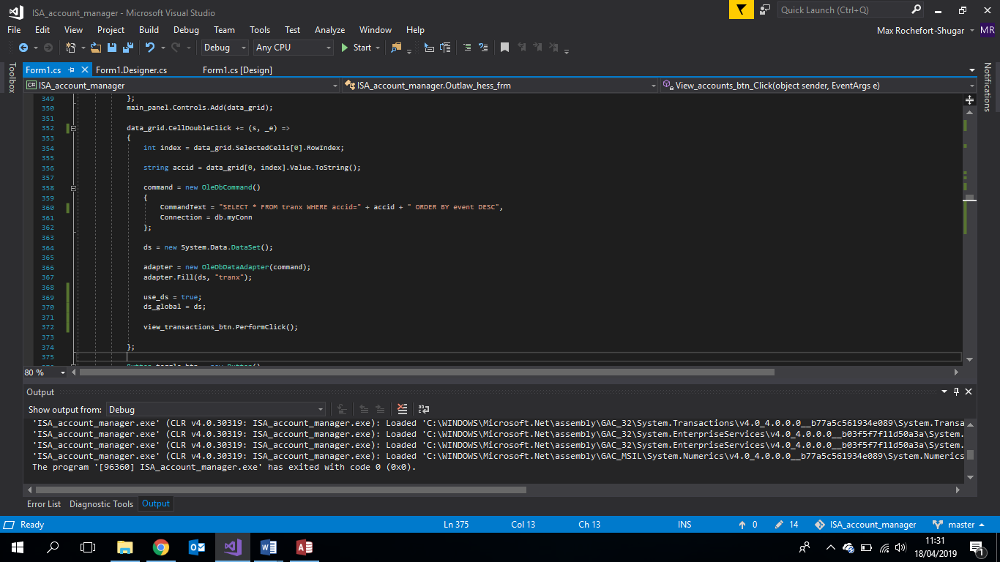 ISA_account_manager - Microsoft Visual Studio
Quick Launch (Ctrl+Q)
File Edit View Project Build Debug Team Tools Test Analyze Window Help
Max Rochefort-Shugar MR
Debug Any CPU Start
Toolbox
Notifications
Form1.cs Form1.Designer.cs Form1.cs [Design]
C# ISA_account_manager ISA_account_manager.Outlaw_hess_frm View_accounts_btn_Click(object sender, EventArgs e)
349 };
350 main_panel.Controls.Add(data_grid);
351
352 data_grid.CellDoubleClick += (s, _e) =>
353 {
354 int index = data_grid.SelectedCells[0].RowIndex;
355
356 string accid = data_grid[0, index].Value.ToString();
357
358 command = new OleDbCommand()
359 {
360 CommandText = "SELECT * FROM tranx WHERE accid=" + accid + " ORDER BY event DESC",
361 Connection = db.myConn
362 };
363
364 ds = new System.Data.DataSet();
365
366 adapter = new OleDbDataAdapter(command);
367 adapter.Fill(ds, "tranx");
368
369 use_ds = true;
370 ds_global = ds;
371
372 view_transactions_btn.PerformClick();
373
374 };
375
80 %
Output
Show output from: Debug
'ISA_account_manager.exe' (CLR v4.0.30319: ISA_account_manager.exe): Loaded 'C:\WINDOWS\Microsoft.Net\assembly\GAC_32\System.Transactions\v4.0_4.0.0.0__b77a5c561934e089\System.Transa
'ISA_account_manager.exe' (CLR v4.0.30319: ISA_account_manager.exe): Loaded 'C:\WINDOWS\Microsoft.Net\assembly\GAC_32\System.EnterpriseServices\v4.0_4.0.0.0__b03f5f7f11d50a3a\System.
'ISA_account_manager.exe' (CLR v4.0.30319: ISA_account_manager.exe): Loaded 'C:\WINDOWS\Microsoft.Net\assembly\GAC_32\System.EnterpriseServices\v4.0_4.0.0.0__b03f5f7f11d50a3a\System.
'ISA_account_manager.exe' (CLR v4.0.30319: ISA_account_manager.exe): Loaded 'C:\WINDOWS\Microsoft.Net\assembly\GAC_MSIL\System.Numerics\v4.0_4.0.0.0__b77a5c561934e089\System.Numerics
The program '[96360] ISA_account_manager.exe' has exited with code 0 (0x0).
Error List Diagnostic Tools Output
Ready Ln 375 Col 13 Ch 13 INS 0 14 ISA_account_manager master
11:31
18/04/2019
1